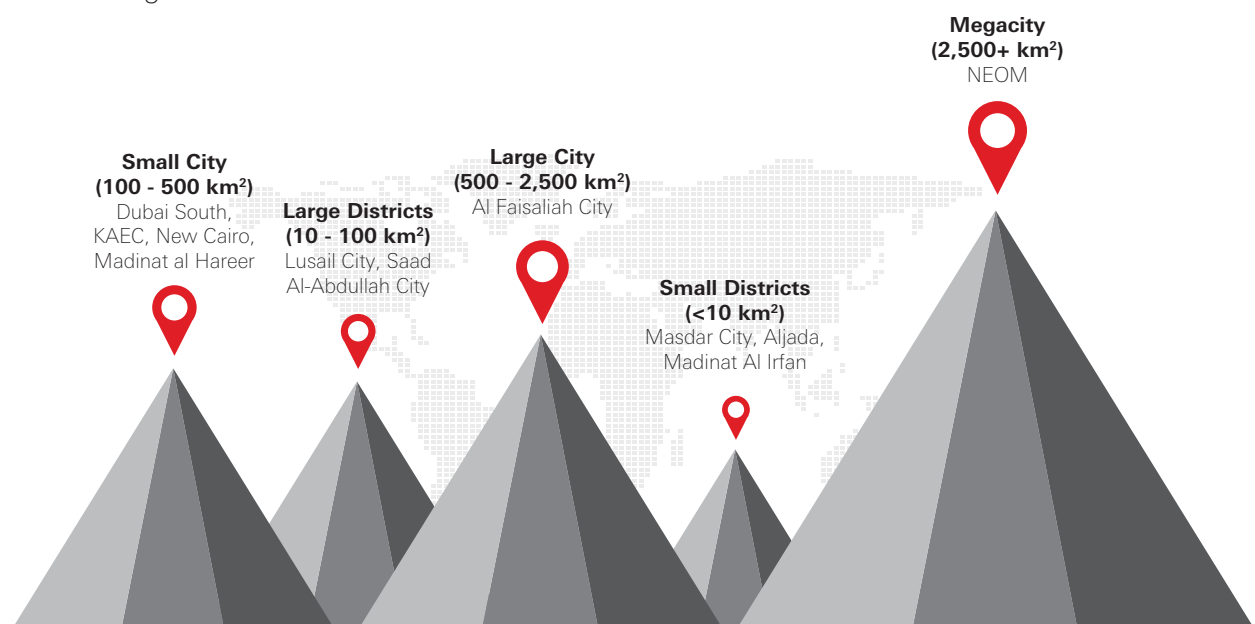 Megacity
(2,500+ km²)
NEOM
Small City
(100 - 500 km²)
Dubai South,
KAEC, New Cairo,
Madinat al Hareer
Large Districts
(10 - 100 km²)
Lusail City, Saad
Al-Abdullah City
Large City
(500 - 2,500 km²)
Al Faisaliah City
Small Districts
(<10 km²)
Masdar City, Aljada,
Madinat Al Irfan